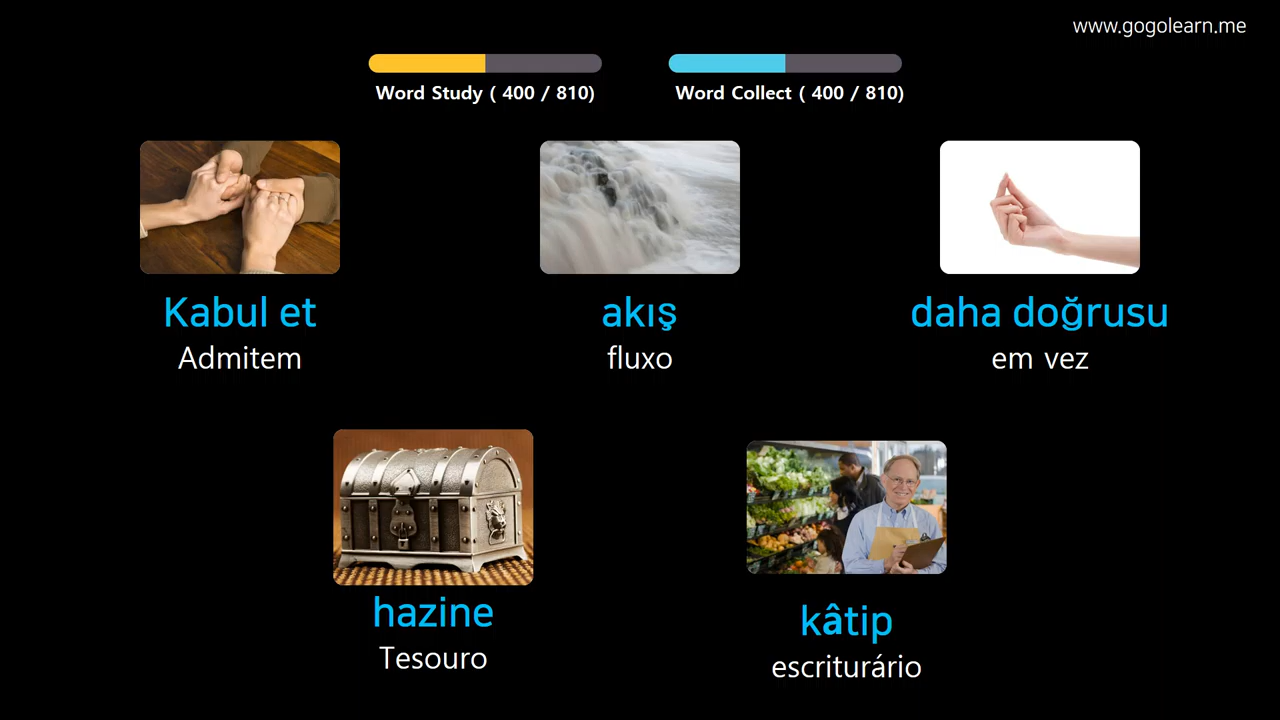 www.gogolearn.me
Word Study ( 400 / 810)
Word Collect ( 400 / 810)
Kabul et
Admitem
akış
fluxo
daha doğrusu
em vez
hazine
Tesouro
kâtip
escriturário